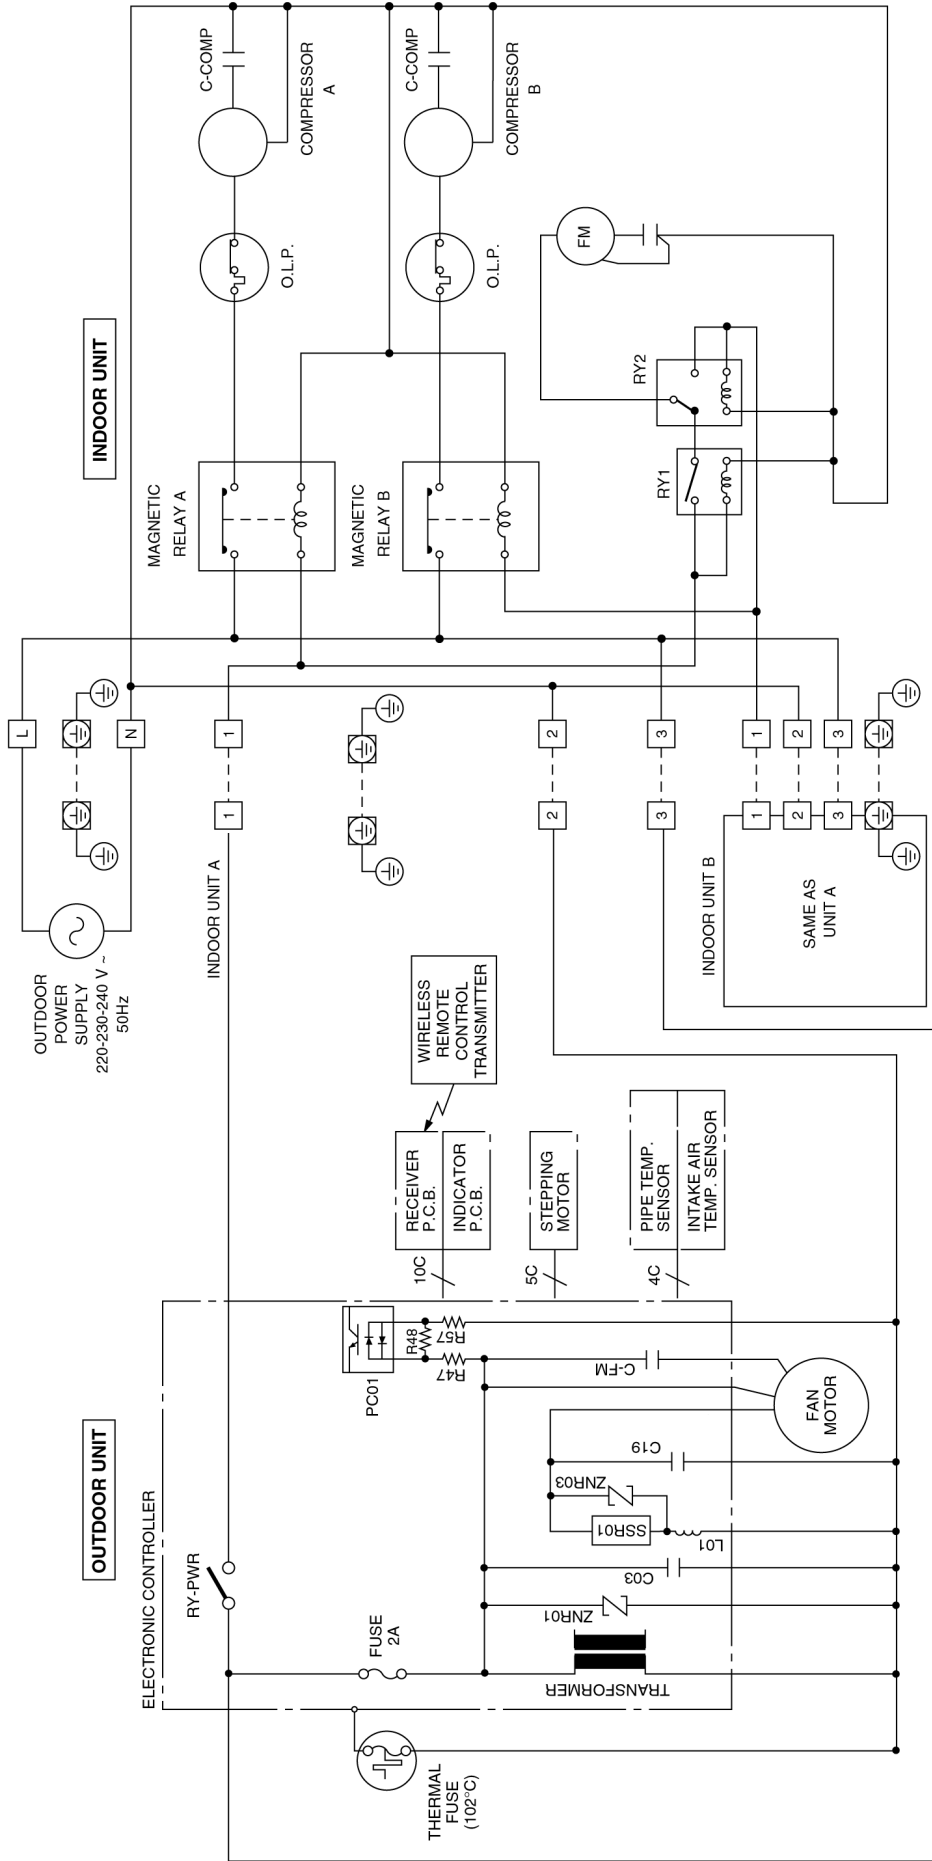 INDOOR UNIT
C-COMP
COMPRESSOR
A
O.L.P.
MAGNETIC
RELAY A
C-COMP
COMPRESSOR
B
O.L.P.
MAGNETIC
RELAY B
FM
RY2
RY1
L
N
1
2
3
1
2
3
1
2
3
1
2
3
OUTDOOR
POWER
SUPPLY
220-230-240 V ~
50Hz
INDOOR UNIT A
INDOOR UNIT B
SAME AS
UNIT A
WIRELESS
REMOTE
CONTROL
TRANSMITTER
RECEIVER
P.C.B.
INDICATOR
P.C.B.
10C
STEPPING
MOTOR
5C
PIPE TEMP.
SENSOR
INTAKE AIR
TEMP. SENSOR
4C
OUTDOOR UNIT
ELECTRONIC CONTROLLER
RY-PWR
PC01
R48
R57
R47
C-FM
FAN
MOTOR
C19
ZNR03
SSR01
L01
C03
ZNR01
FUSE
2A
TRANSFORMER
THERMAL
FUSE
(102°C)